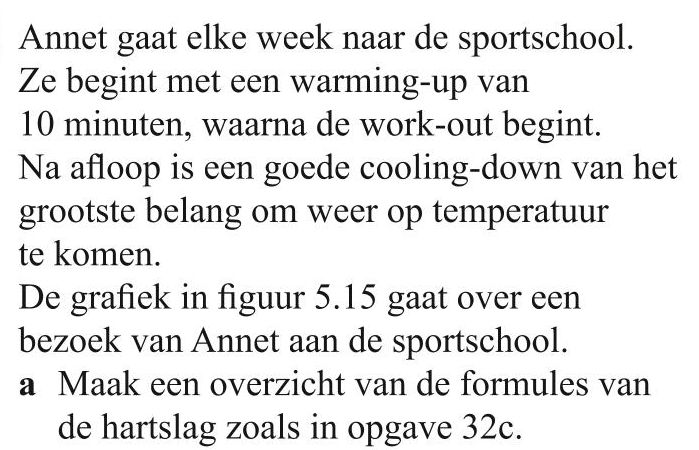 Annet gaat elke week naar de sportschool.
Ze begint met een warming-up van
10 minuten, waarna de work-out begint.
Na afloop is een goede cooling-down van het
grootste belang om weer op temperatuur
te komen.
De grafiek in figuur 5.15 gaat over een
bezoek van Annet aan de sportschool.
a Maak een overzicht van de formules van
de hartslag zoals in opgave 32c.